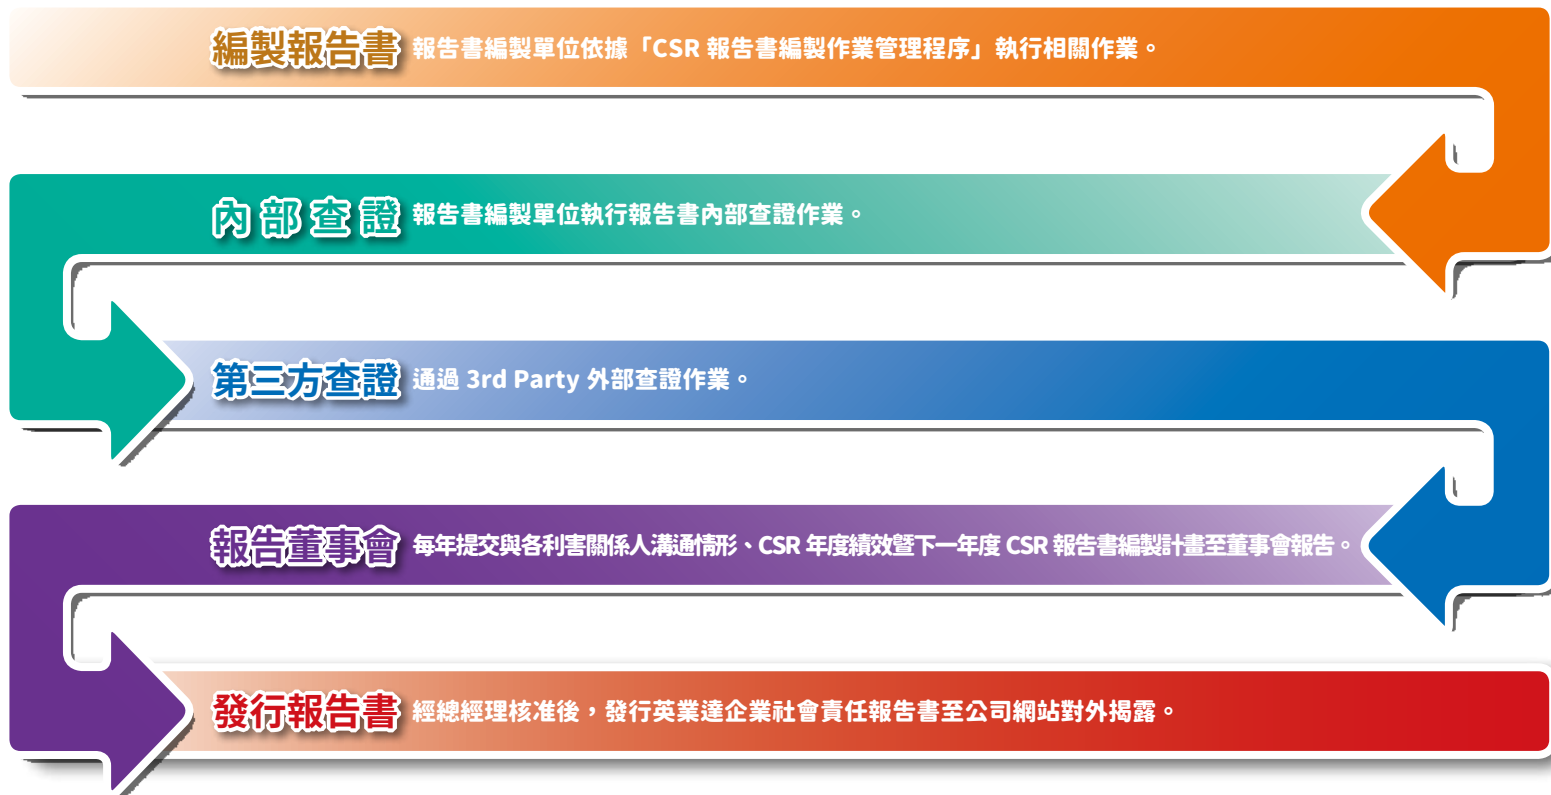 編製報告書 報告書編製單位依據「CSR 報告書編製作業管理程序」執行相關作業。
內部查證 報告書編製單位執行報告書內部查證作業。
第三方查證 通過 3rd Party 外部查證作業。
報告董事會 每年提交與各利害關係人溝通情形、CSR 年度績效暨下一年度 CSR 報告書編製計畫至董事會報告。
發行報告書 經總經理核准後，發行英業達企業社會責任報告書至公司網站對外揭露。